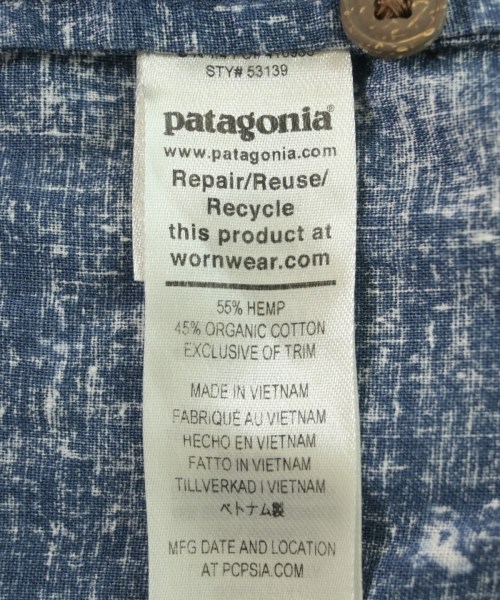 STY# 53139
patagonia®
www.patagonia.com
Repair/Reuse/
Recycle
this product at
wornwear.com
55% HEMP
45% ORGANIC COTTON
EXCLUSIVE OF TRIM
MADE IN VIETNAM
FABRIQUÉ AU VIETNAM
HECHO EN VIETNAM
FATTO IN VIETNAM
TILLVERKAD I VIETNAM
ベトナム製
MFG DATE AND LOCATION
AT PCPSIA.COM